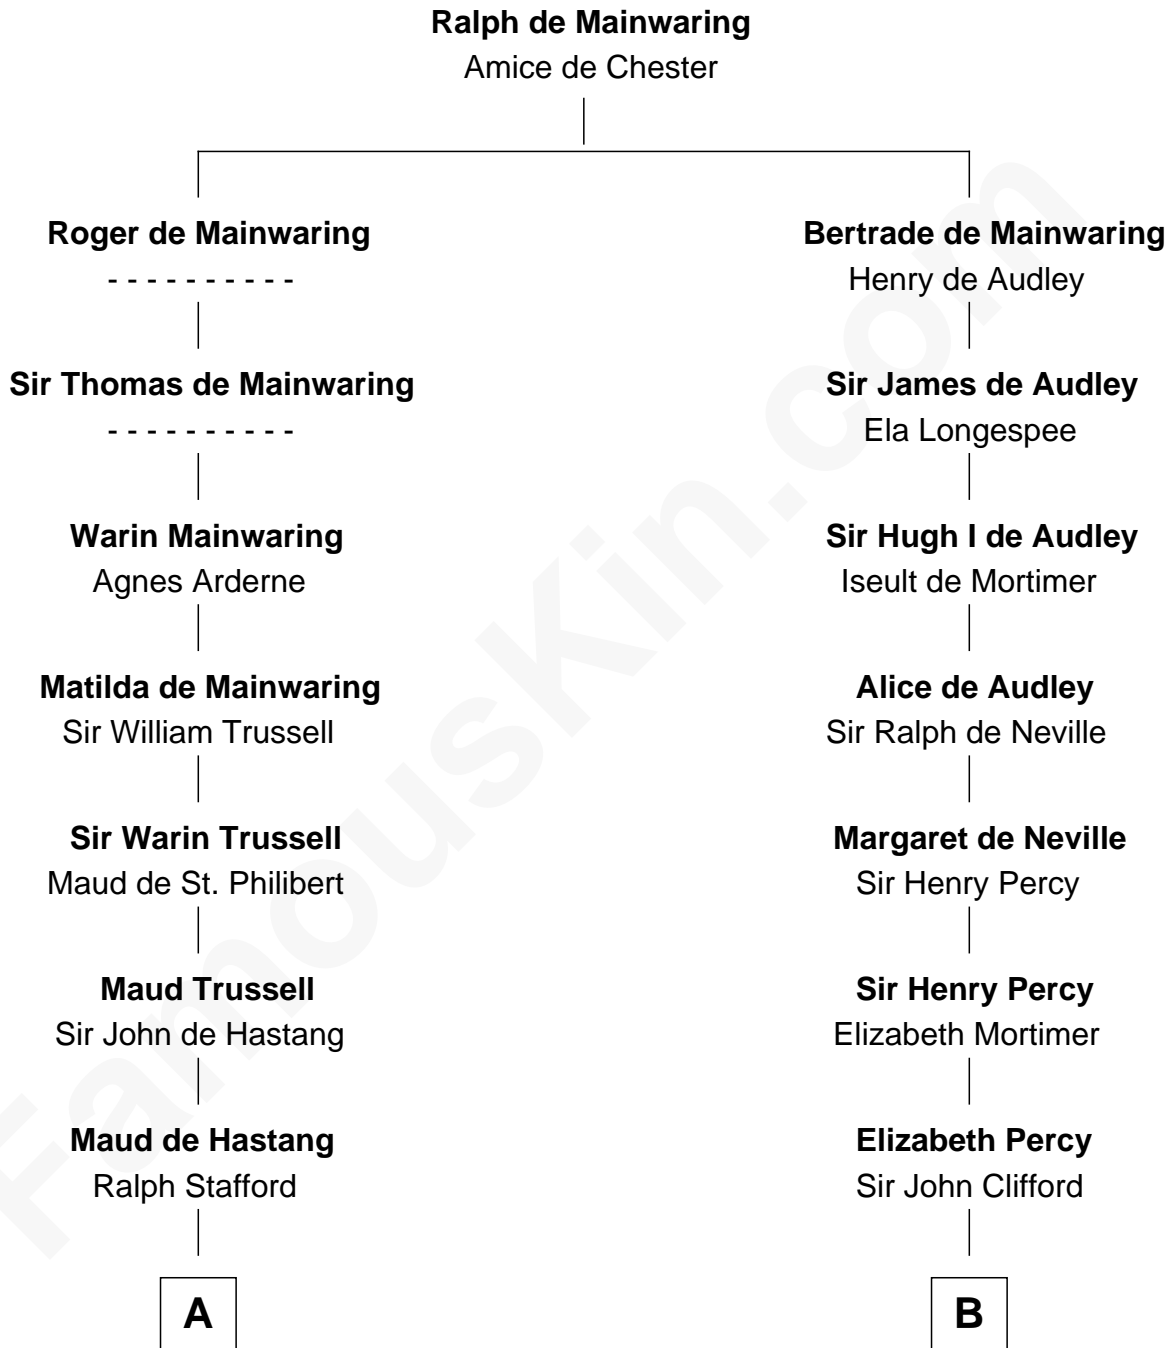 Ralph de Mainwaring
Amice de Chester
Roger de Mainwaring
- - - - - - - - - -
Bertrade de Mainwaring
Henry de Audley
Sir Thomas de Mainwaring
- - - - - - - - - -
Sir James de Audley
Ela Longespee
Warin Mainwaring
Agnes Arderne
Sir Hugh I de Audley
Iseult de Mortimer
Matilda de Mainwaring
Sir William Trussell
Alice de Audley
Sir Ralph de Neville
Sir Warin Trussell
Maud de St. Philibert
Margaret de Neville
Sir Henry Percy
Maud Trussell
Sir John de Hastang
Sir Henry Percy
Elizabeth Mortimer
Maud de Hastang
Ralph Stafford
Elizabeth Percy
Sir John Clifford
A
B
FamousKin.com